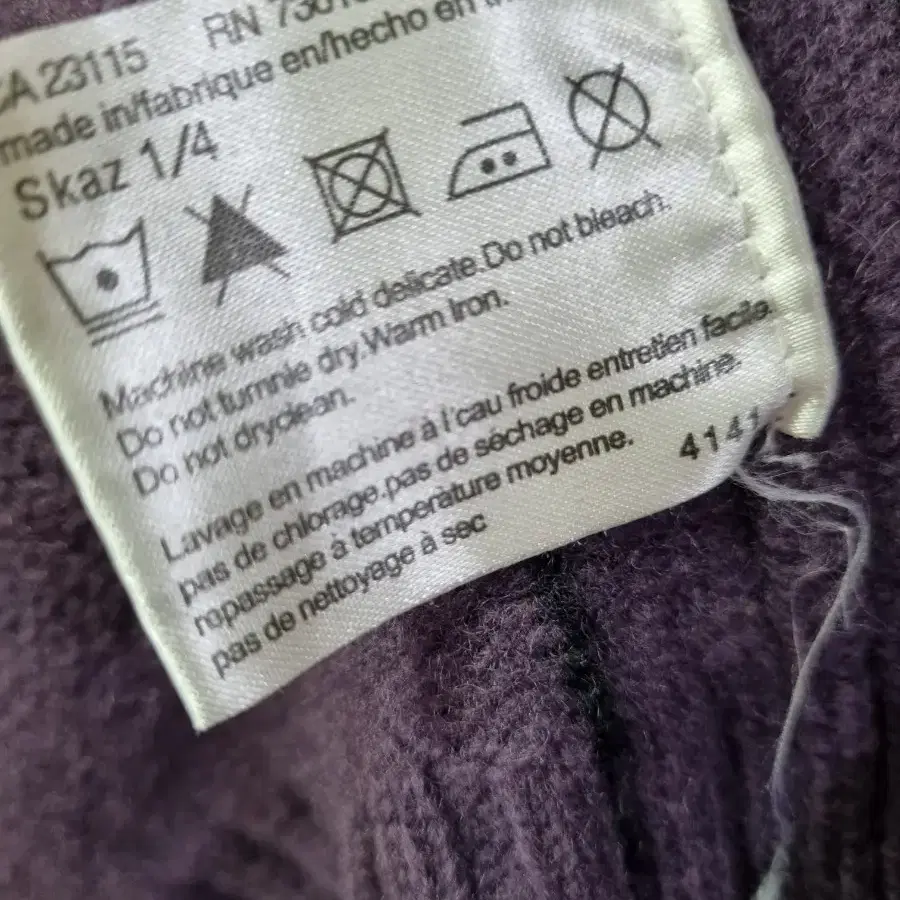 CA 23115 RN
made in/fabrique en/hecho en
Skaz 1/4
Machine wash cold delicate.Do not bleach.
Do not tumnle dry.Warm Iron.
Do not dryclean.
Lavage en machine à l'cau froide entretien facile.
pas de chlorage.pas de séchage en machine.
ropassage à température moyenne.
pas de nettoyage à sec
4141